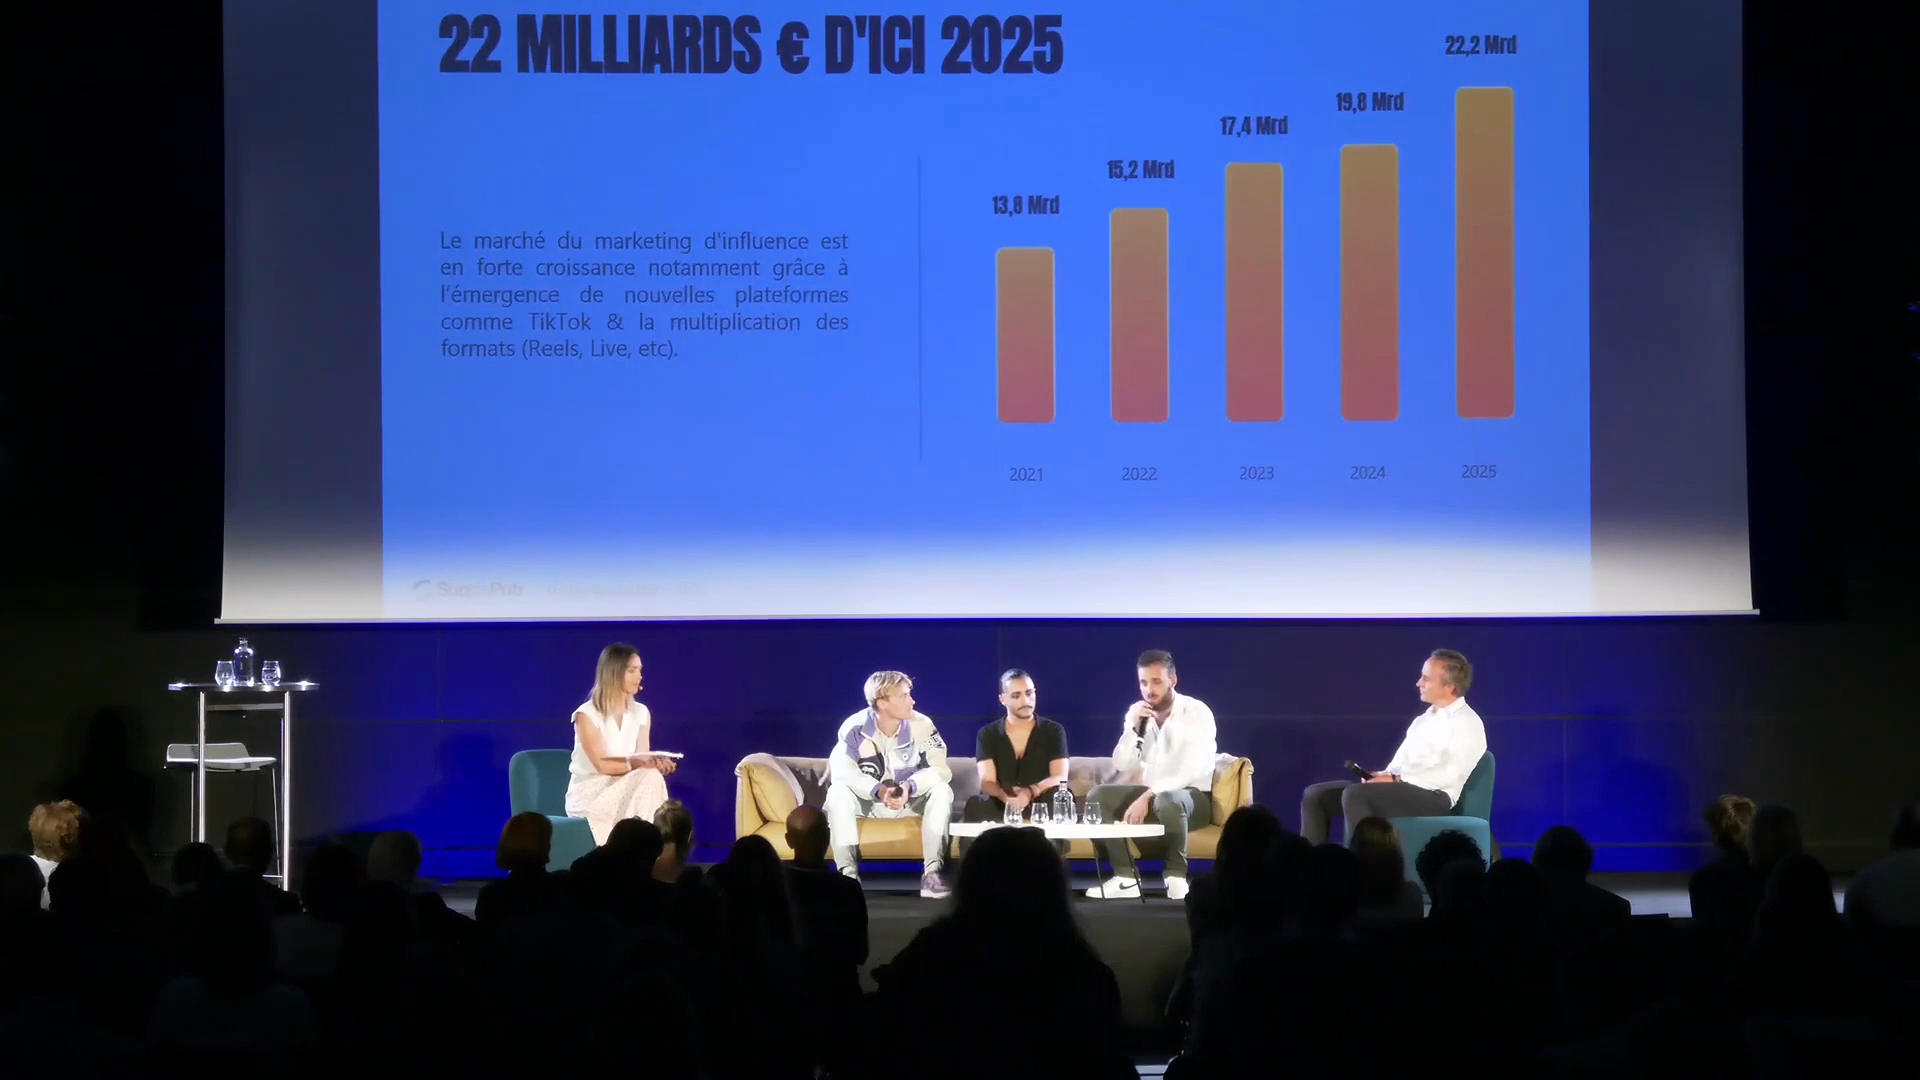 22 MILLIARDS € D'ICI 2025
Le marché du marketing d'influence est
en forte croissance notamment grâce à
l'émergence de nouvelles plateformes
comme TikTok & la multiplication des
formats (Reels, Live, etc).
13,8 Mrd
15,2 Mrd
17,4 Mrd
19,8 Mrd
22,2 Mrd
2021
2022
2023
2024
2025